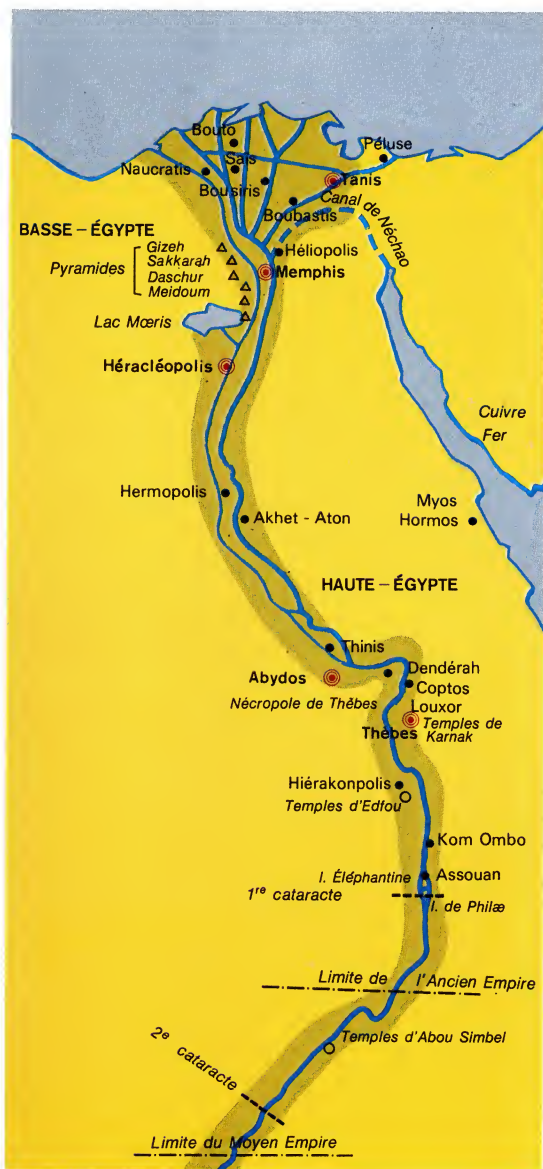 Bouto
Péluse
Saïs
Naucratis
Bousiris
Tanis
Boubastis
Canal de Néchao
BASSE – ÉGYPTE
Gizeh
Sakkarah
Pyramides
Daschur
Meidoum
Héliopolis
Memphis
Lac Mœris
Héracléopolis
Cuivre
Fer
Hermopolis
Akhet - Aton
Myos
Hormos
HAUTE – ÉGYPTE
Thinis
Dendérah
Abydos
Coptos
Nécropole de Thèbes
Louxor
Thèbes
Temples de
Karnak
Hiérakonpolis
Temples d'Edfou
Kom Ombo
I. Éléphantine
Assouan
1re cataracte
I. de Philæ
Limite de l'Ancien Empire
Temples d'Abou Simbel
2e cataracte
Limite du Moyen Empire